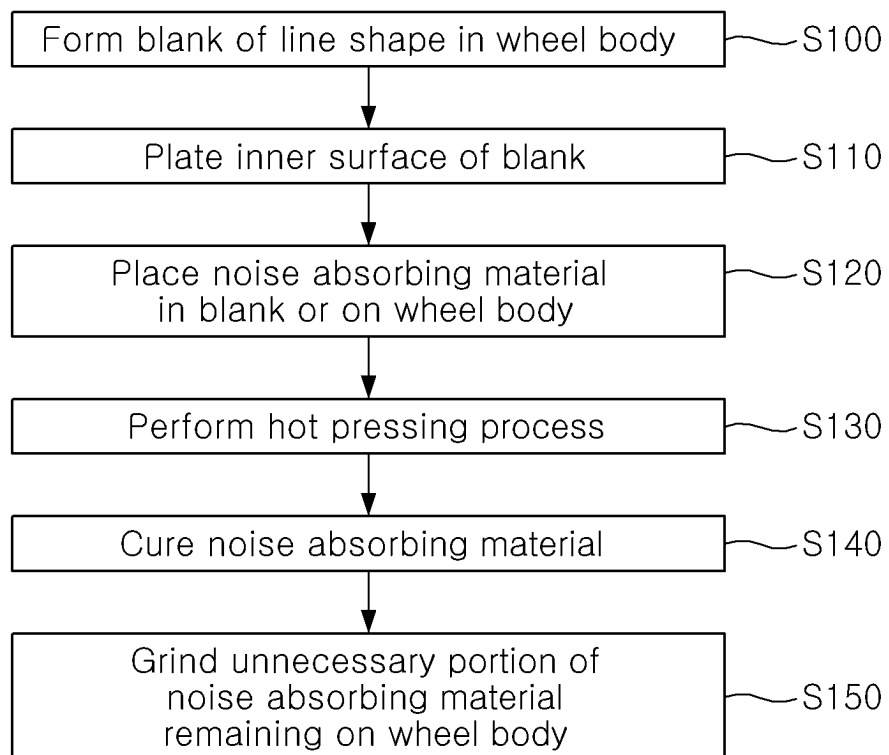 Form blank of line shape in wheel body
S100
Plate inner surface of blank
S110
Place noise absorbing material
in blank or on wheel body
S120
Perform hot pressing process
S130
Cure noise absorbing material
S140
Grind unnecessary portion of
noise absorbing material
remaining on wheel body
S150